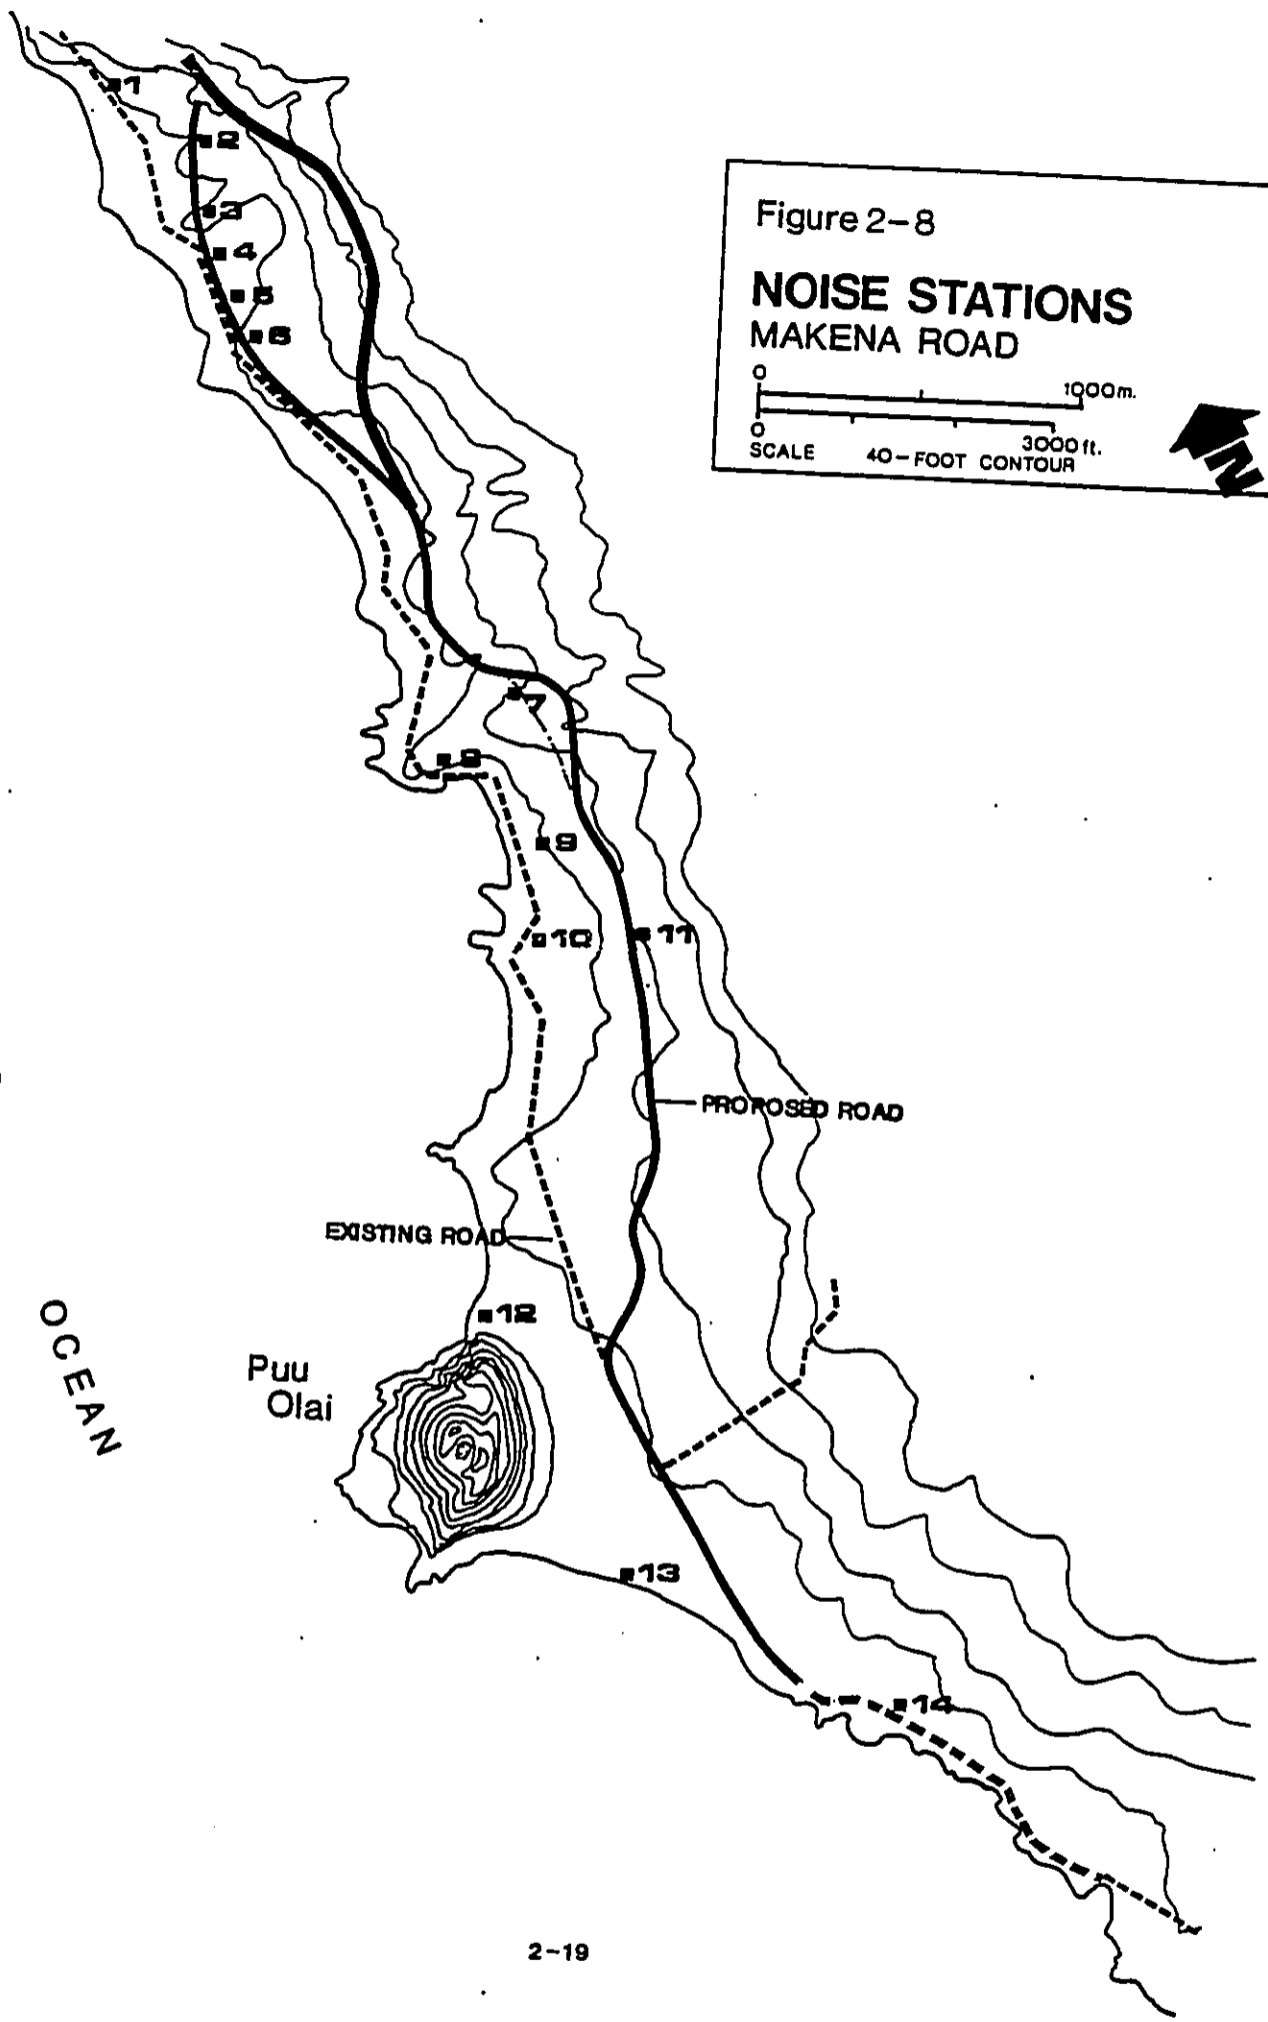 1
2
3
4
5
6
Figure 2-8
NOISE STATIONS
MAKENA ROAD
0 1000m.
0 3000 ft.
SCALE 40-FOOT CONTOUR
N
7
8
9
10
11
PROPOSED ROAD
EXISTING ROAD
12
OCEAN
Puu
Olai
13
14
2-19